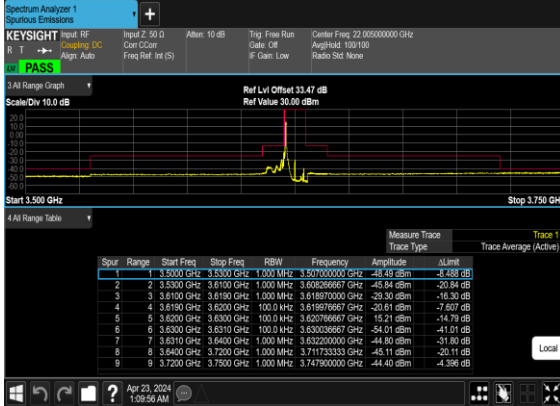 Spectrum Analyzer 1
Spurious Emissions
+
KEYSIGHT Input: RF Input Z: 50 Ω Atten: 10 dB Trig: Free Run Center Freq: 22.005000000 GHz
R T Coupling: DC Corr CCorr Gate: Off Avg|Hold: 100/100
Align: Auto Freq Ref: Int (S) IF Gain: Low Radio Std: None
LXI PASS
3 All Range Graph Ref Lvl Offset 33.47 dB
Scale/Div 10.0 dB Ref Value 30.00 dBm
20.0
10.0
0.00
-10.0
-20.0
-30.0
-40.0
-50.0
-60.0
Start 3.500 GHz Stop 3.750 GH
4 All Range Table
Measure Trace Trace 1
Trace Type Trace Average (Active)
Spur Range Start Freq Stop Freq RBW Frequency Amplitude ΔLimit
1 1 3.5000 GHz 3.5300 GHz 1.000 MHz 3.507000000 GHz -48.49 dBm -8.488 dB
2 2 3.5300 GHz 3.6100 GHz 1.000 MHz 3.608266667 GHz -45.84 dBm -20.84 dB
3 3 3.6100 GHz 3.6190 GHz 1.000 MHz 3.618970000 GHz -29.30 dBm -16.30 dB
4 4 3.6190 GHz 3.6200 GHz 100.0 kHz 3.619976667 GHz -20.61 dBm -7.607 dB
5 5 3.6200 GHz 3.6300 GHz 100.0 kHz 3.620766667 GHz 15.21 dBm -14.79 dB
6 6 3.6300 GHz 3.6310 GHz 100.0 kHz 3.630036667 GHz -54.01 dBm -41.01 dB
7 7 3.6310 GHz 3.6400 GHz 1.000 MHz 3.632200000 GHz -44.80 dBm -31.80 dB
8 8 3.6400 GHz 3.7200 GHz 1.000 MHz 3.711733333 GHz -45.11 dBm -20.11 dB
9 9 3.7200 GHz 3.7500 GHz 1.000 MHz 3.747900000 GHz -44.40 dBm -4.396 dB
Local
? Apr 23, 2024
1:09:56 AM